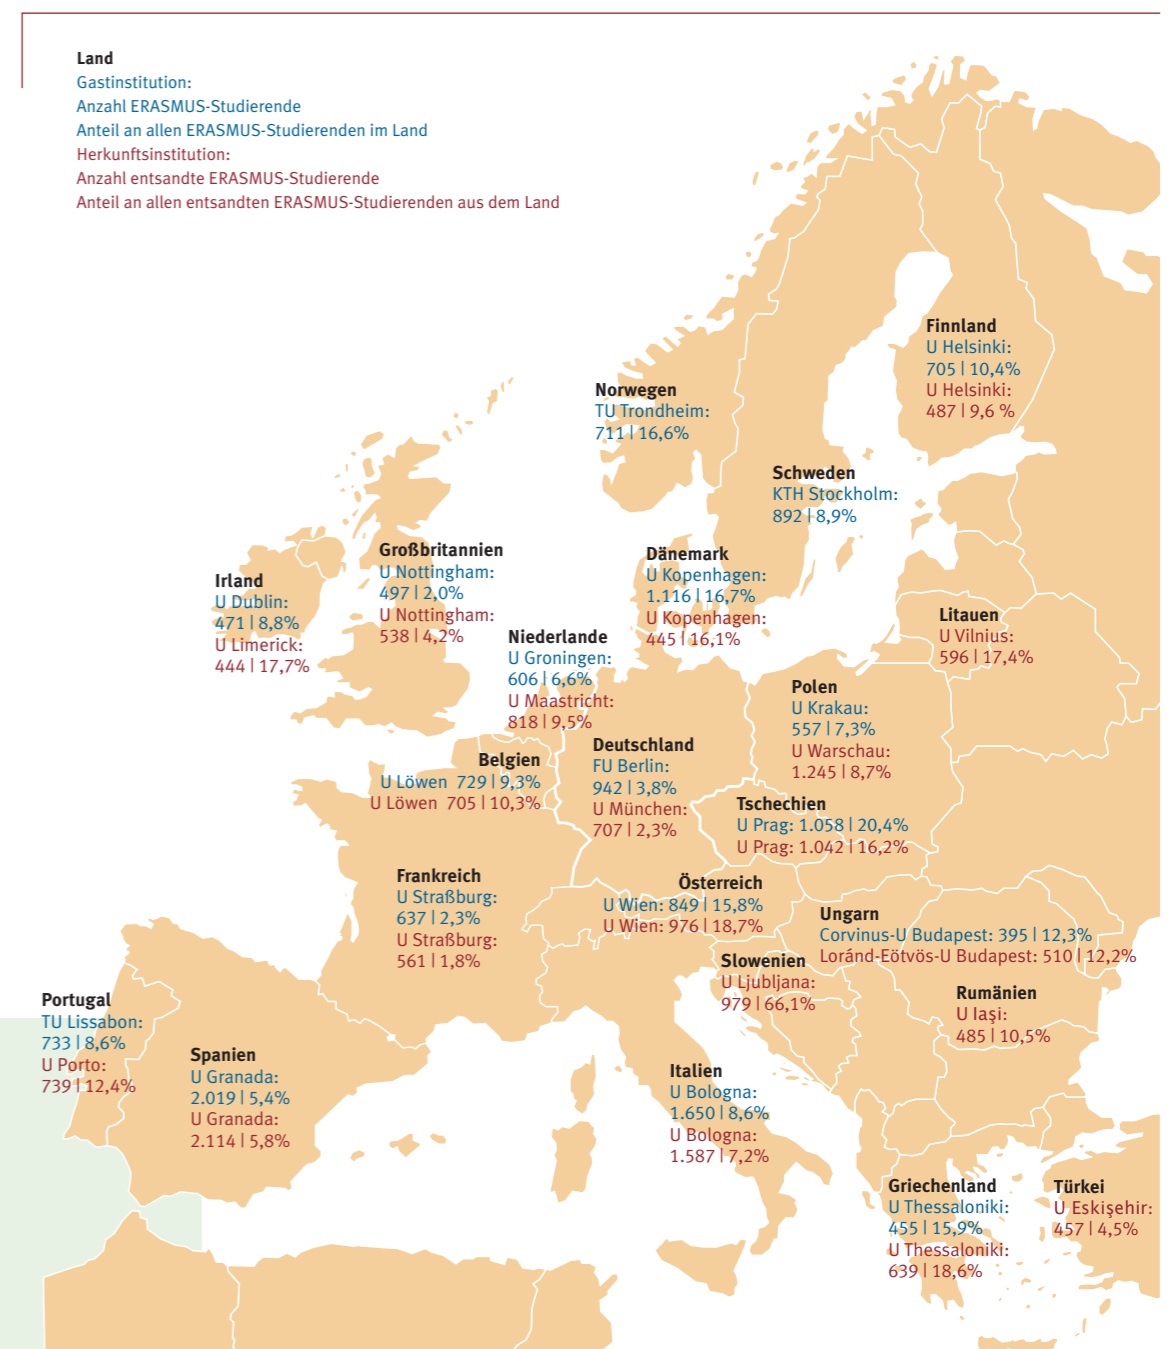 Land
Gastinstitution:
Anzahl ERASMUS-Studierende
Anteil an allen ERASMUS-Studierenden im Land
Herkunftsinstitution:
Anzahl entsandte ERASMUS-Studierende
Anteil an allen entsandten ERASMUS-Studierenden aus dem Land
Finnland
U Helsinki:
705 | 10,4%
U Helsinki:
487 | 9,6 %
Norwegen
TU Trondheim:
711 | 16,6%
Schweden
KTH Stockholm:
892 | 8,9%
Großbritannien
U Nottingham:
497 | 2,0%
U Nottingham:
538 | 4,2%
Dänemark
U Kopenhagen:
1.116 | 16,7%
U Kopenhagen:
445 | 16,1%
Irland
U Dublin:
471 | 8,8%
U Limerick:
444 | 17,7%
Litauen
U Vilnius:
596 | 17,4%
Niederlande
U Groningen:
606 | 6,6%
U Maastricht:
818 | 9,5%
Polen
U Krakau:
557 | 7,3%
U Warschau:
1.245 | 8,7%
Deutschland
FU Berlin:
942 | 3,8%
U München:
707 | 2,3%
Belgien
U Löwen 729 | 9,3%
U Löwen 705 | 10,3%
Tschechien
U Prag: 1.058 | 20,4%
U Prag: 1.042 | 16,2%
Frankreich
U Straßburg:
637 | 2,3%
U Straßburg:
561 | 1,8%
Österreich
U Wien: 849 | 15,8%
U Wien: 976 | 18,7%
Ungarn
Corvinus-U Budapest: 395 | 12,3%
Loránd-Eötvös-U Budapest: 510 | 12,2%
Slowenien
U Ljubljana:
979 | 66,1%
Rumänien
U Iaşi:
485 | 10,5%
Portugal
TU Lissabon:
733 | 8,6%
U Porto:
739 | 12,4%
Spanien
U Granada:
2.019 | 5,4%
U Granada:
2.114 | 5,8%
Italien
U Bologna:
1.650 | 8,6%
U Bologna:
1.587 | 7,2%
Griechenland
U Thessaloniki:
455 | 15,9%
U Thessaloniki:
639 | 18,6%
Türkei
U Eskişehir:
457 | 4,5%